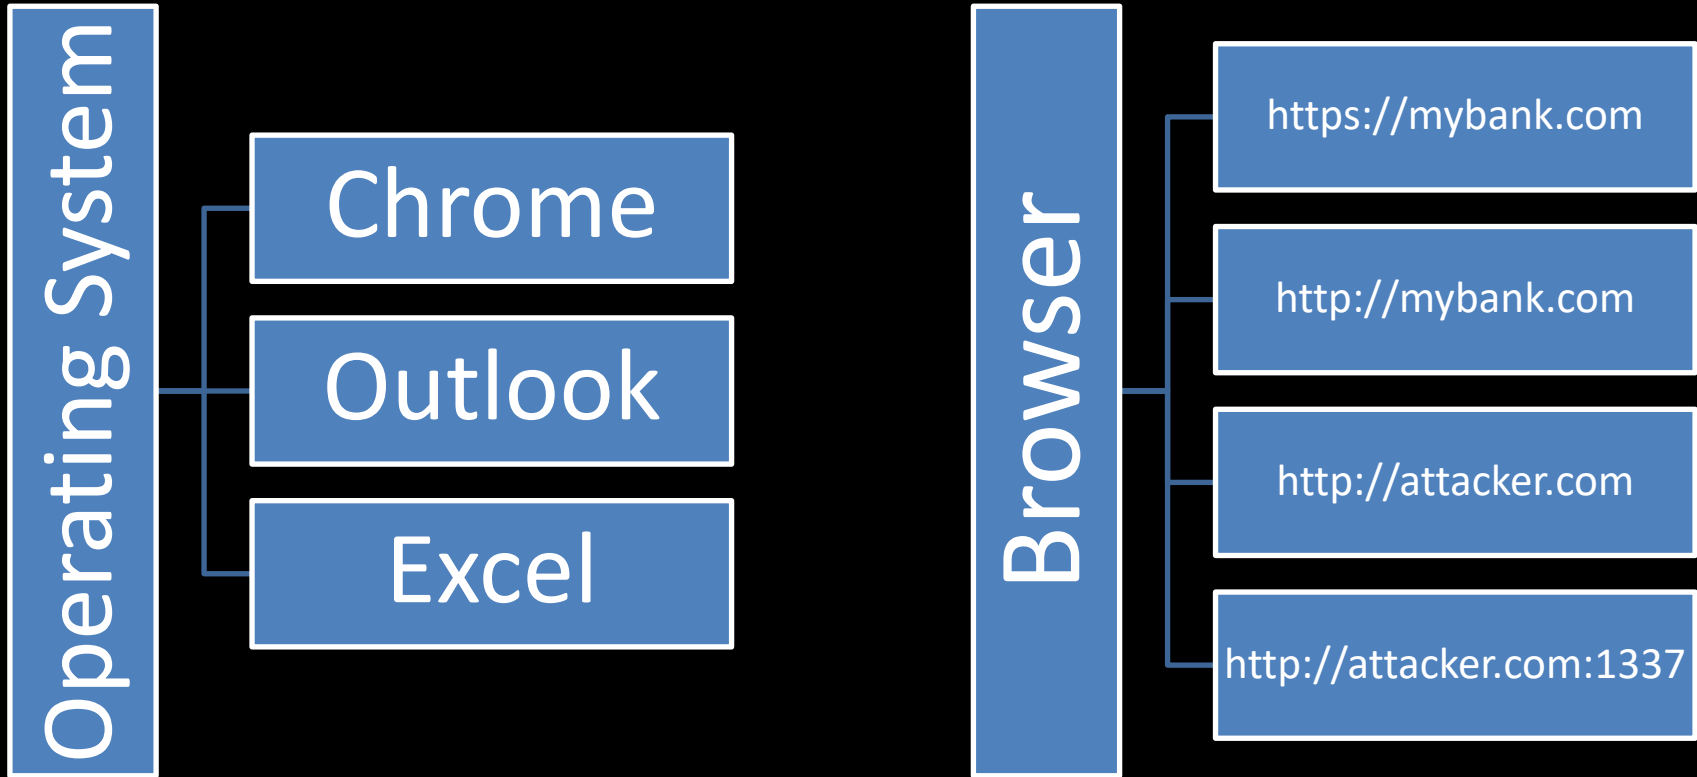 Operating System
Chrome
Outlook
Excel
Browser
https://mybank.com
http://mybank.com
http://attacker.com
http://attacker.com:1337